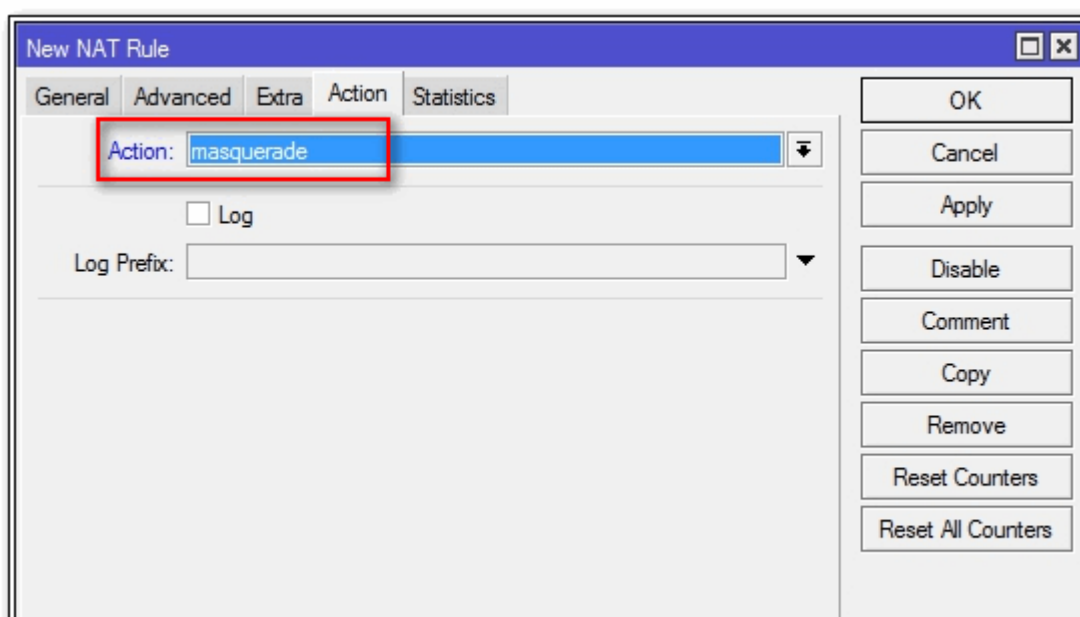 New NAT Rule
General Advanced Extra Action Statistics
Action: masquerade
Log
Log Prefix:
OK
Cancel
Apply
Disable
Comment
Copy
Remove
Reset Counters
Reset All Counters